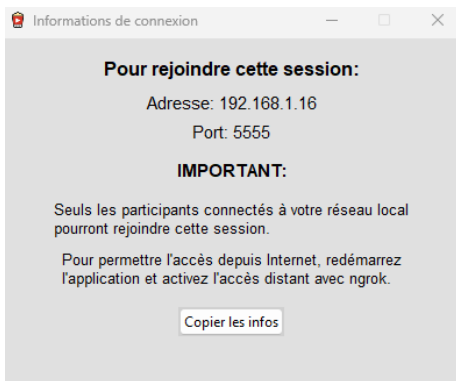 Informations de connexion
Pour rejoindre cette session:
Adresse: 192.168.1.16
Port: 5555
IMPORTANT:
Seuls les participants connectés à votre réseau local
pourront rejoindre cette session.
Pour permettre l'accès depuis Internet, redémarrez
l'application et activez l'accès distant avec ngrok.
Copier les infos